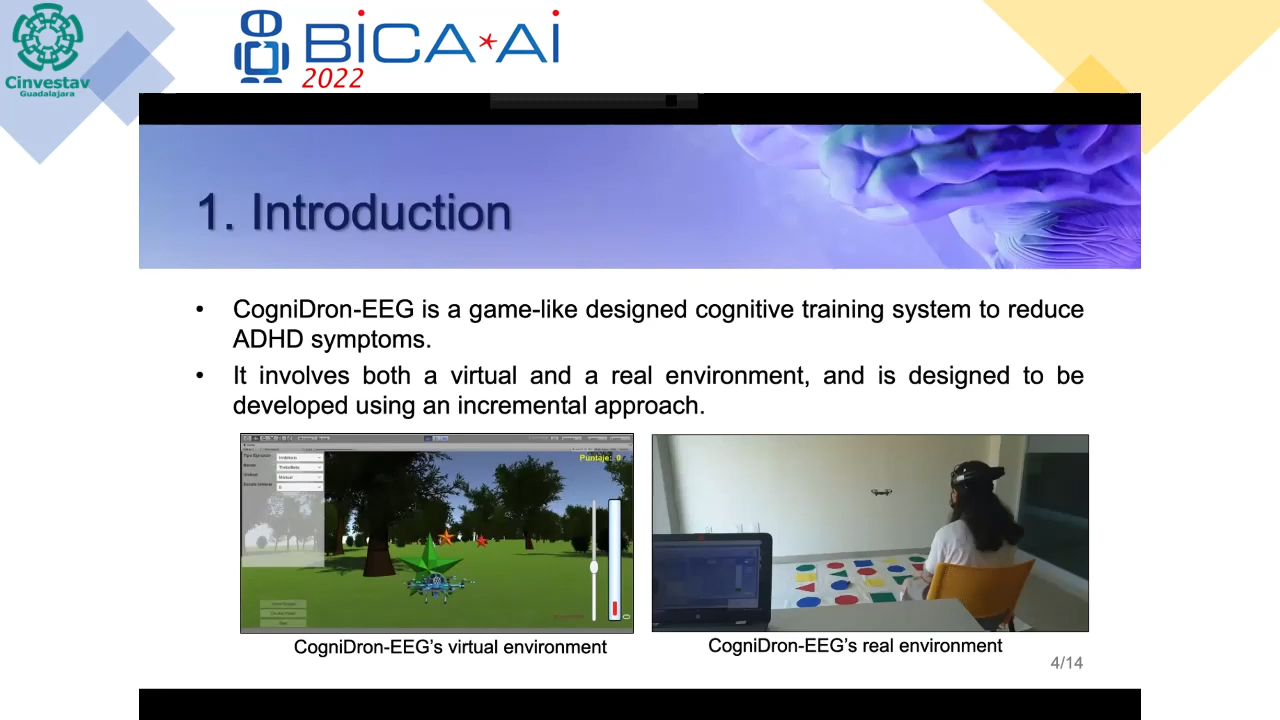 Cinvestav
Guadalajara
BiCA*Ai
2022
1. Introduction
• CogniDron-EEG is a game-like designed cognitive training system to reduce
ADHD symptoms.
• It involves both a virtual and a real environment, and is designed to be
developed using an incremental approach.
Puntaje: 0
CogniDron-EEG’s virtual environment
CogniDron-EEG’s real environment
4/14